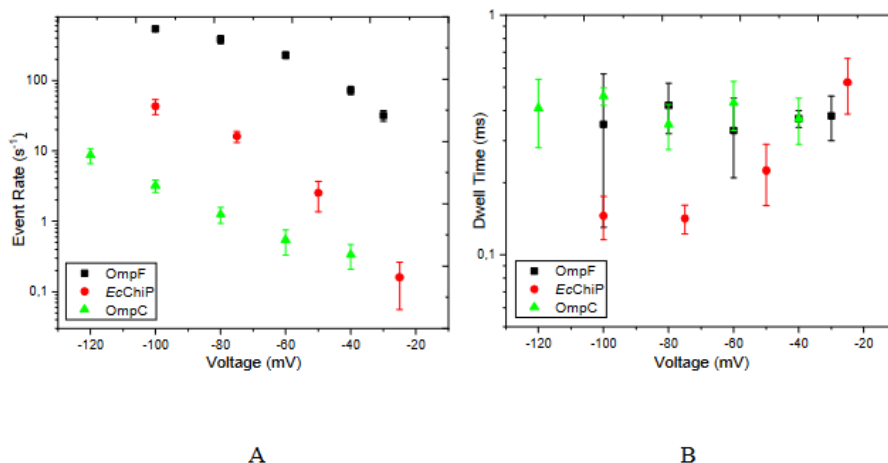 100
10
1
0,1
Event Rate (s⁻¹)
OmpF
EcChiP
OmpC
-120 -100 -80 -60 -40 -20
Voltage (mV)
A
1
0,1
Dwell Time (ms)
OmpF
EcChiP
OmpC
-120 -100 -80 -60 -40 -20
Voltage (mV)
B